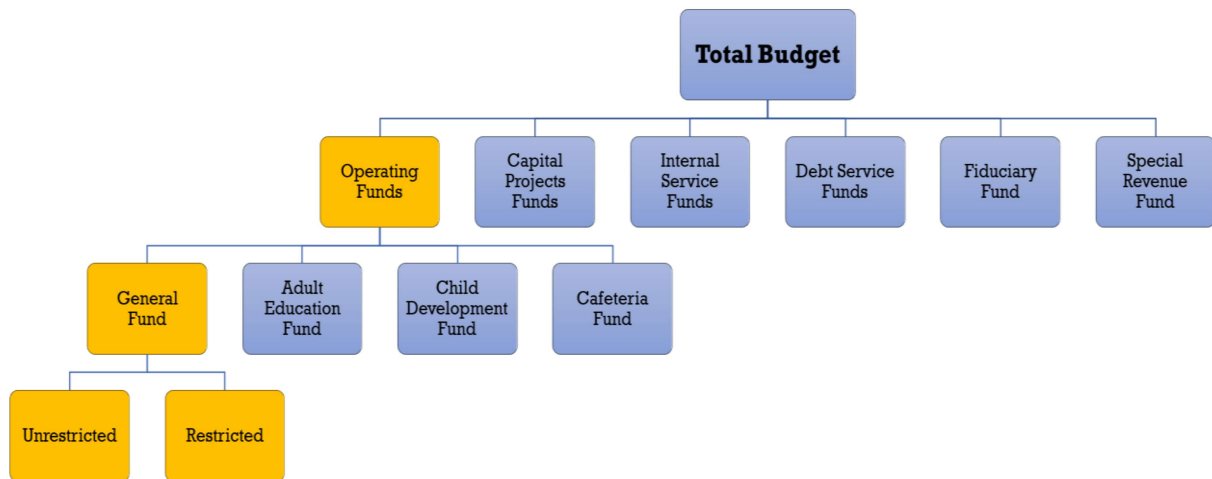 Total Budget
Operating
Funds
Capital
Projects
Funds
Internal
Service
Funds
Debt Service
Funds
Fiduciary
Fund
Special
Revenue
Fund
General
Fund
Adult
Education
Fund
Child
Development
Fund
Cafeteria
Fund
Unrestricted
Restricted